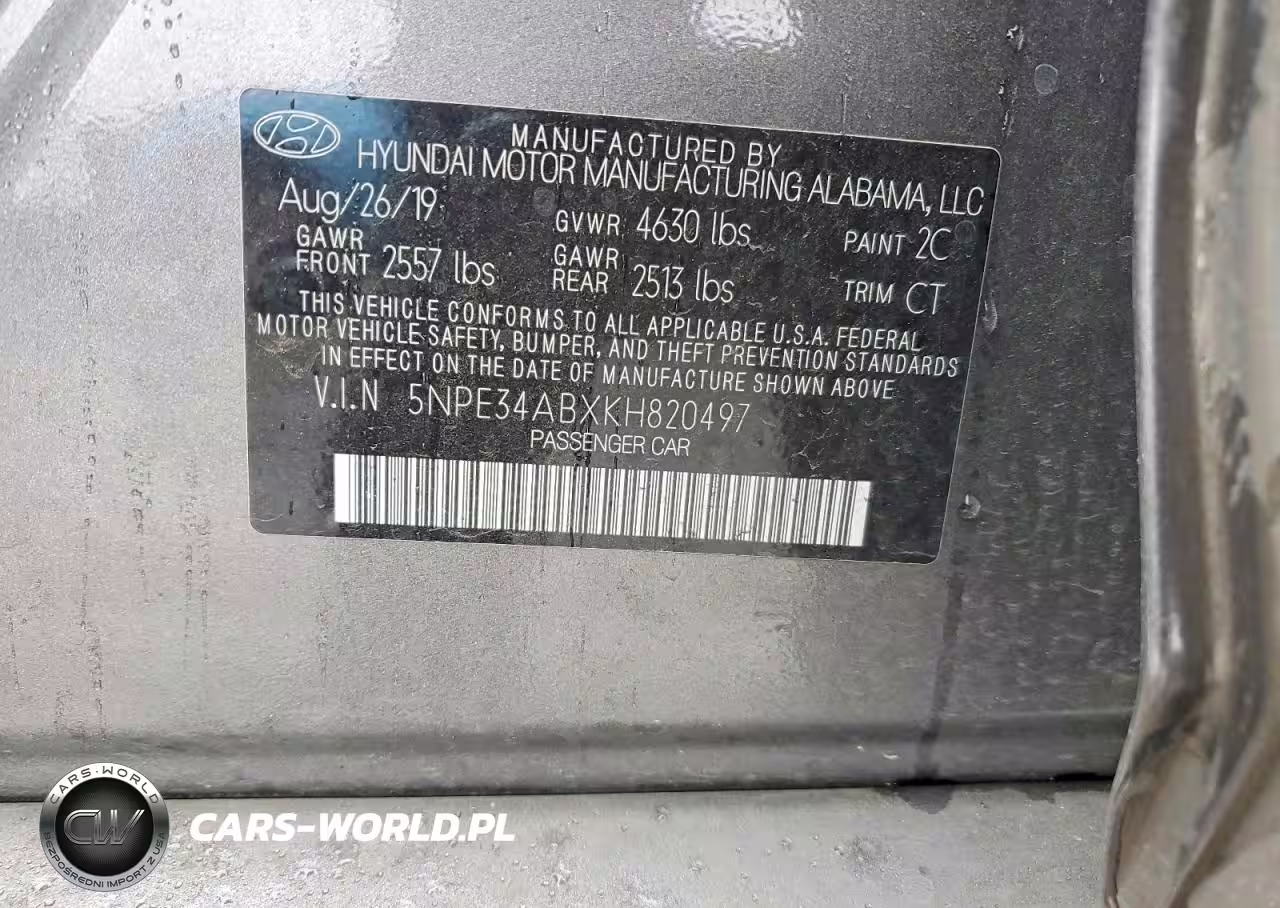 MANUFACTURED BY
HYUNDAI MOTOR MANUFACTURING ALABAMA, LLC
Aug/26/19 GVWR 4630 lbs PAINT 2C
GAWR FRONT 2557 lbs GAWR REAR 2513 lbs TRIM CT
THIS VEHICLE CONFORMS TO ALL APPLICABLE U.S.A. FEDERAL
MOTOR VEHICLE SAFETY, BUMPER, AND THEFT PREVENTION STANDARDS
IN EFFECT ON THE DATE OF MANUFACTURE SHOWN ABOVE
V.I.N 5NPE34ABXKH820497
PASSENGER CAR
CARS-WORLD
CW
BEZPOŚREDNI IMPORT Z USA
CARS-WORLD.PL